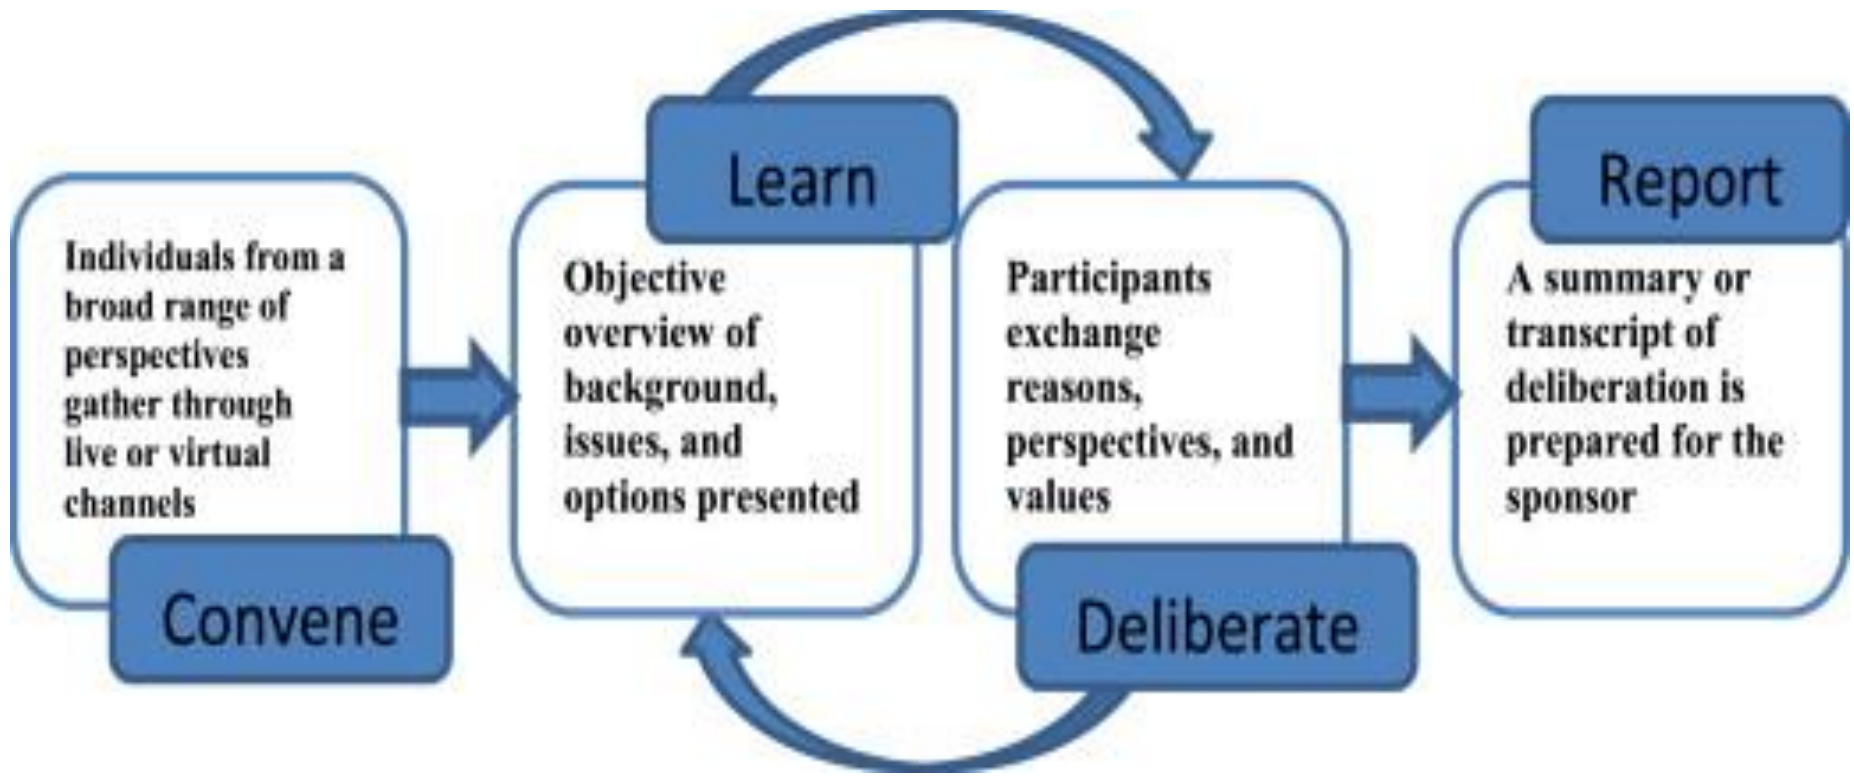 Individuals from a
broad range of
perspectives
gather through
live or virtual
channels
Convene
Learn
Objective
overview of
background,
issues, and
options presented
Participants
exchange
reasons,
perspectives, and
values
Deliberate
Report
A summary or
transcript of
deliberation is
prepared for the
sponsor